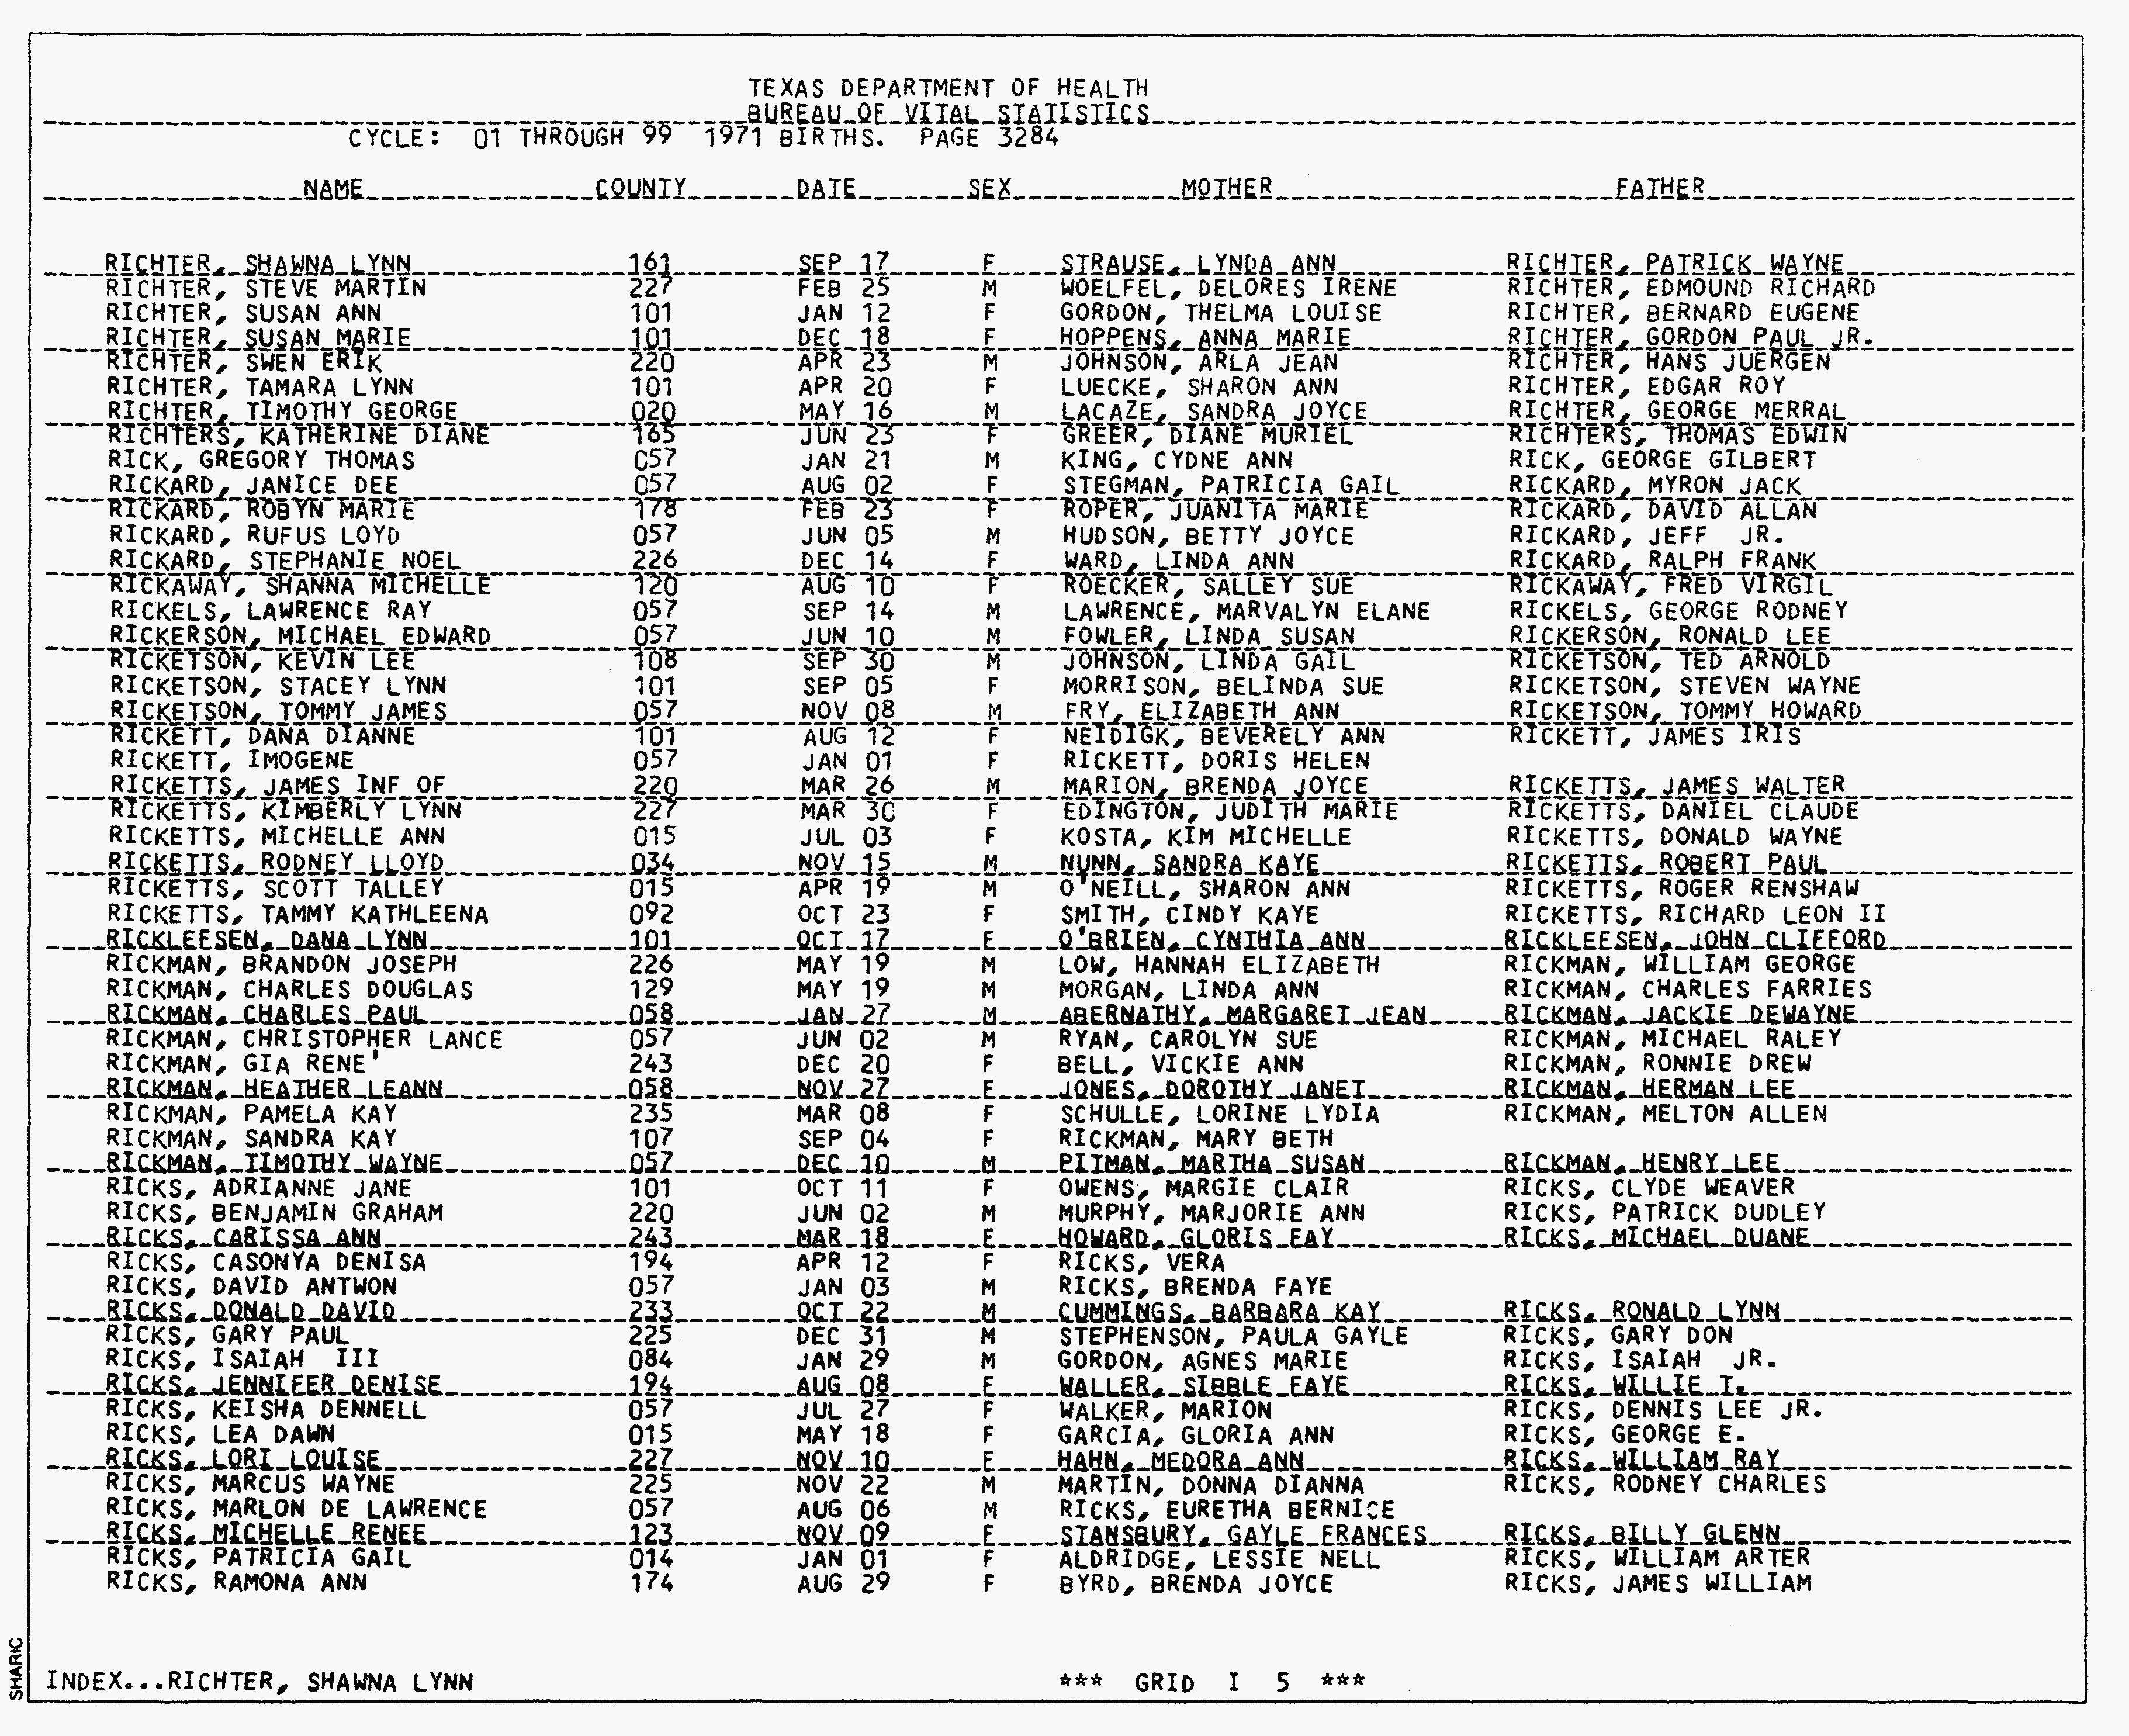 TEXAS DEPARTMENT OF HEALTH
BUREAU OF VITAL STATISTICS
CYCLE: 01 THROUGH 99 1971 BIRTHS. PAGE 3284
NAME COUNTY DATE SEX MOTHER FATHER
RICHTER, SHAWNA LYNN 161 SEP 17 F STRAUSE, LYNDA ANN RICHTER, PATRICK WAYNE
RICHTER, STEVE MARTIN 227 FEB 25 M WOELFEL, DELORES IRENE RICHTER, EDMOUND RICHARD
RICHTER, SUSAN ANN 101 JAN 12 F GORDON, THELMA LOUISE RICHTER, BERNARD EUGENE
RICHTER, SUSAN MARIE 101 DEC 18 F HOPPENS, ANNA MARIE RICHTER, GORDON PAUL JR.
RICHTER, SWEN ERIK 220 APR 23 M JOHNSON, ARLA JEAN RICHTER, HANS JUERGEN
RICHTER, TAMARA LYNN 101 APR 20 F LUECKE, SHARON ANN RICHTER, EDGAR ROY
RICHTER, TIMOTHY GEORGE 020 MAY 16 M LACAZE, SANDRA JOYCE RICHTER, GEORGE MERRAL
RICHTERS, KATHERINE DIANE 165 JUN 23 F GREER, DIANE MURIEL RICHTERS, THOMAS EDWIN
RICK, GREGORY THOMAS 057 JAN 21 M KING, CYDNE ANN RICK, GEORGE GILBERT
RICKARD, JANICE DEE 057 AUG 02 F STEGMAN, PATRICIA GAIL RICKARD, MYRON JACK
RICKARD, ROBYN MARIE 178 FEB 23 F ROPER, JUANITA MARIE RICKARD, DAVID ALLAN
RICKARD, RUFUS LOYD 057 JUN 05 M HUDSON, BETTY JOYCE RICKARD, JEFF JR.
RICKARD, STEPHANIE NOEL 226 DEC 14 F WARD, LINDA ANN RICKARD, RALPH FRANK
RICKAWAY, SHANNA MICHELLE 120 AUG 10 F ROECKER, SALLEY SUE RICKAWAY, FRED VIRGIL
RICKELS, LAWRENCE RAY 057 SEP 14 M LAWRENCE, MARVALYN ELANE RICKELS, GEORGE RODNEY
RICKERSON, MICHAEL EDWARD 057 JUN 10 M FOWLER, LINDA SUSAN RICKERSON, RONALD LEE
RICKETSON, KEVIN LEE 108 SEP 30 M JOHNSON, LINDA GAIL RICKETSON, TED ARNOLD
RICKETSON, STACEY LYNN 101 SEP 05 F MORRISON, BELINDA SUE RICKETSON, STEVEN WAYNE
RICKETSON, TOMMY JAMES 057 NOV 08 M FRY, ELIZABETH ANN RICKETSON, TOMMY HOWARD
RICKETT, DANA DIANNE 101 AUG 12 F NEIDIGK, BEVERELY ANN RICKETT, JAMES IRIS
RICKETT, IMOGENE 057 JAN 01 F RICKETT, DORIS HELEN
RICKETTS, JAMES INF OF 220 MAR 26 M MARION, BRENDA JOYCE RICKETTS, JAMES WALTER
RICKETTS, KIMBERLY LYNN 227 MAR 30 F EDINGTON, JUDITH MARIE RICKETTS, DANIEL CLAUDE
RICKETTS, MICHELLE ANN 015 JUL 03 F KOSTA, KIM MICHELLE RICKETTS, DONALD WAYNE
RICKETTS, RODNEY LLOYD 034 NOV 15 M NUNN, SANDRA KAYE RICKETTS, ROBERT PAUL
RICKETTS, SCOTT TALLEY 015 APR 19 M O'NEILL, SHARON ANN RICKETTS, ROGER RENSHAW
RICKETTS, TAMMY KATHLEENA 092 OCT 23 F SMITH, CINDY KAYE RICKETTS, RICHARD LEON II
RICKLEFSEN, DANA LYNN 101 OCT 17 F O'BRIEN, CYNTHIA ANN RICKLEFSEN, JOHN CLIFFORD
RICKMAN, BRANDON JOSEPH 226 MAY 19 M LOW, HANNAH ELIZABETH RICKMAN, WILLIAM GEORGE
RICKMAN, CHARLES DOUGLAS 129 MAY 19 M MORGAN, LINDA ANN RICKMAN, CHARLES FARRIES
RICKMAN, CHARLES PAUL 058 JAN 27 M ABERNATHY, MARGARET JEAN RICKMAN, JACKIE DEWAYNE
RICKMAN, CHRISTOPHER LANCE 057 JUN 02 M RYAN, CAROLYN SUE RICKMAN, MICHAEL RALEY
RICKMAN, GIA RENE' 243 DEC 20 F BELL, VICKIE ANN RICKMAN, RONNIE DREW
RICKMAN, HEATHER LEANN 058 NOV 27 F JONES, DOROTHY JANET RICKMAN, HERMAN LEE
RICKMAN, PAMELA KAY 235 MAR 08 F SCHULLE, LORINE LYDIA RICKMAN, MELTON ALLEN
RICKMAN, SANDRA KAY 107 SEP 04 F RICKMAN, MARY BETH
RICKMAN, TIMOTHY WAYNE 057 DEC 10 M PITMAN, MARTHA SUSAN RICKMAN, HENRY LEE
RICKS, ADRIANNE JANE 101 OCT 11 F OWENS, MARGIE CLAIR RICKS, CLYDE WEAVER
RICKS, BENJAMIN GRAHAM 220 JUN 02 M MURPHY, MARJORIE ANN RICKS, PATRICK DUDLEY
RICKS, CARISSA ANN 243 MAR 18 F HOWARD, GLORIS FAY RICKS, MICHAEL DUANE
RICKS, CASONYA DENISA 194 APR 12 F RICKS, VERA
RICKS, DAVID ANTWON 057 JAN 03 M RICKS, BRENDA FAYE
RICKS, DONALD DAVID 233 OCT 22 M CUMMINGS, BARBARA KAY RICKS, RONALD LYNN
RICKS, GARY PAUL 225 DEC 31 M STEPHENSON, PAULA GAYLE RICKS, GARY DON
RICKS, ISAIAH III 084 JAN 29 M GORDON, AGNES MARIE RICKS, ISAIAH JR.
RICKS, JENNIFER DENISE 194 AUG 08 F WALLER, SIBBLE FAYE RICKS, WILLIE I.
RICKS, KEISHA DENNELL 057 JUL 27 F WALKER, MARION RICKS, DENNIS LEE JR.
RICKS, LEA DAWN 015 MAY 18 F GARCIA, GLORIA ANN RICKS, GEORGE E.
RICKS, LORI LOUISE 227 NOV 10 F HAHN, MEDORA ANN RICKS, WILLIAM RAY
RICKS, MARCUS WAYNE 225 NOV 22 M MARTIN, DONNA DIANNA RICKS, RODNEY CHARLES
RICKS, MARLON DE LAWRENCE 057 AUG 06 M RICKS, EURETHA BERNICE
RICKS, MICHELLE RENEE 123 NOV 09 F STANSBURY, GAYLE FRANCES RICKS, BILLY GLENN
RICKS, PATRICIA GAIL 014 JAN 01 F ALDRIDGE, LESSIE NELL RICKS, WILLIAM ARTER
RICKS, RAMONA ANN 174 AUG 29 F BYRD, BRENDA JOYCE RICKS, JAMES WILLIAM
INDEX...RICHTER, SHAWNA LYNN *** GRID I 5 ***
SHARIC